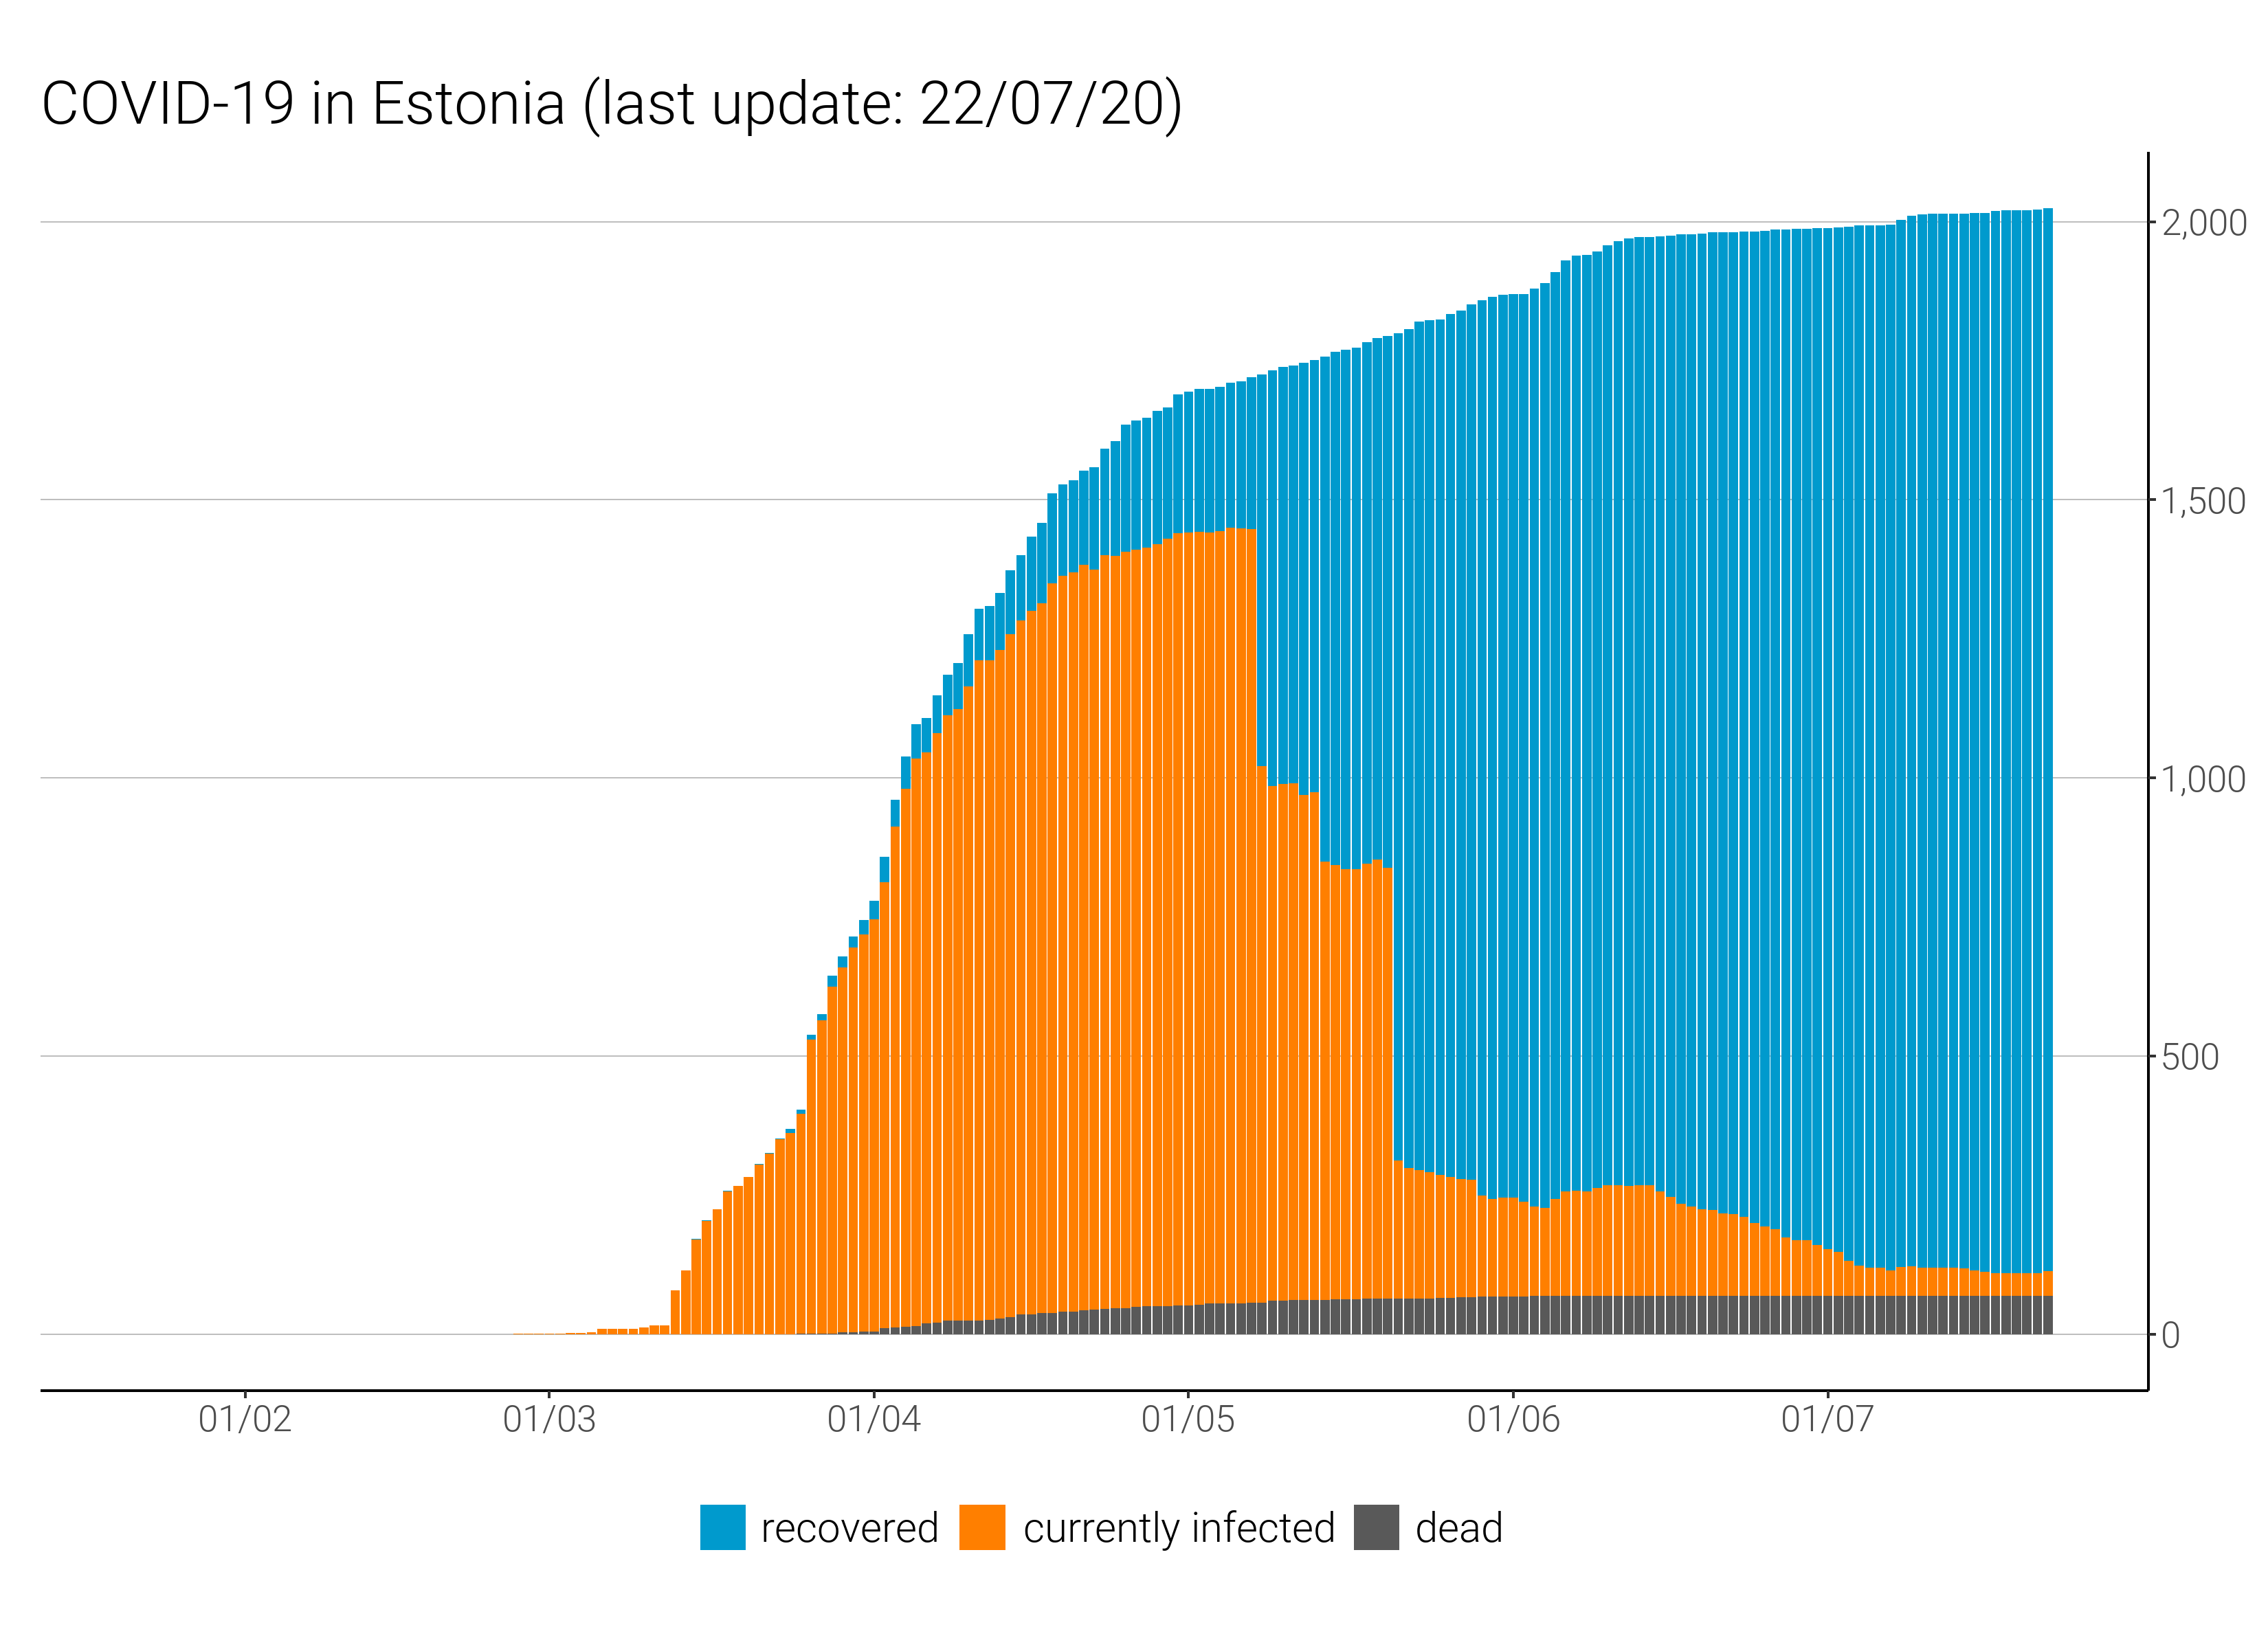 COVID-19 in Estonia (last update: 22/07/20)
2,000
1,500
1,000
500
0
01/02 01/03 01/04 01/05 01/06 01/07
recovered currently infected dead